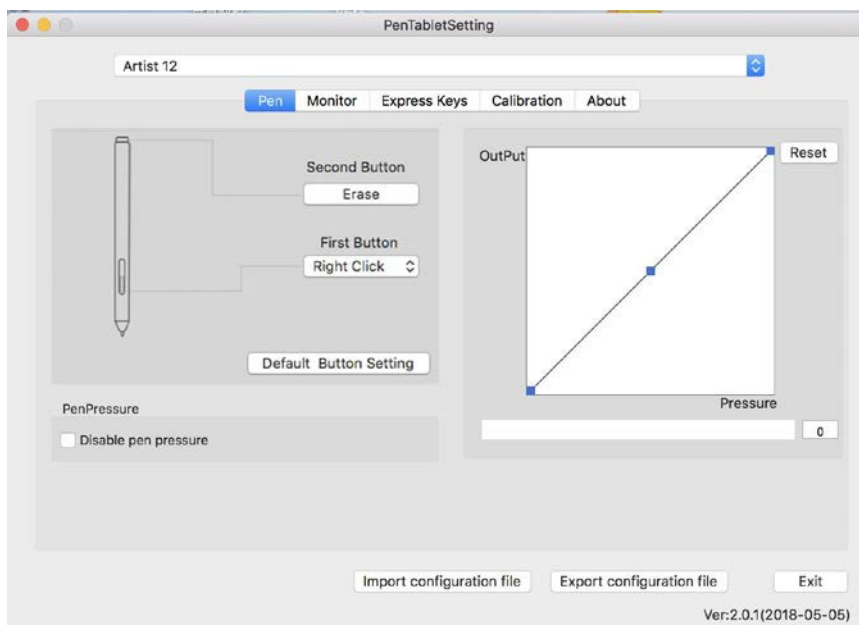 PenTabletSetting
Artist 12
Pen Monitor Express Keys Calibration About
Second Button
Erase
First Button
Right Click
Default Button Setting
PenPressure
Disable pen pressure
OutPut
Reset
Pressure
0
Import configuration file Export configuration file Exit
Ver:2.0.1(2018-05-05)